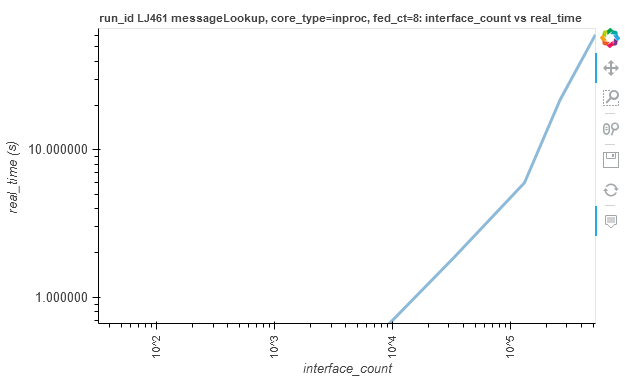 run_id LJ461 messageLookup, core_type=inproc, fed_ct=8: interface_count vs real_time
real_time (s)
10.000000
1.000000
10^2
10^3
10^4
10^5
interface_count